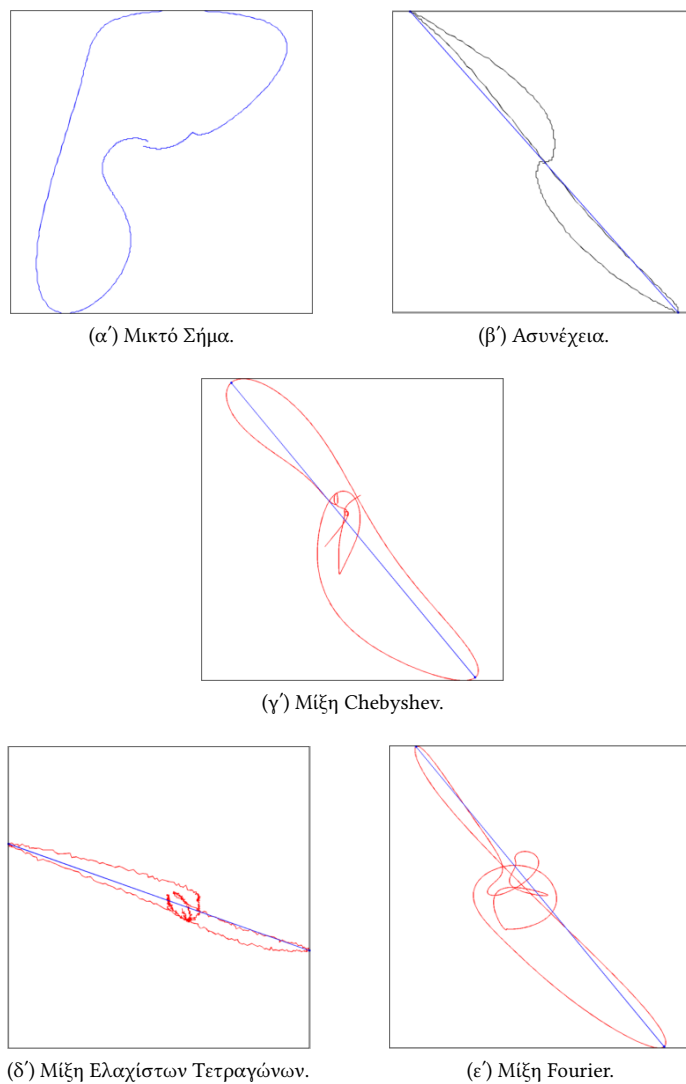 (α′) Μικτό Σήμα.
(β′) Ασυνέχεια.
(γ′) Μίξη Chebyshev.
(δ′) Μίξη Ελαχίστων Τετραγώνων.
(ε′) Μίξη Fourier.